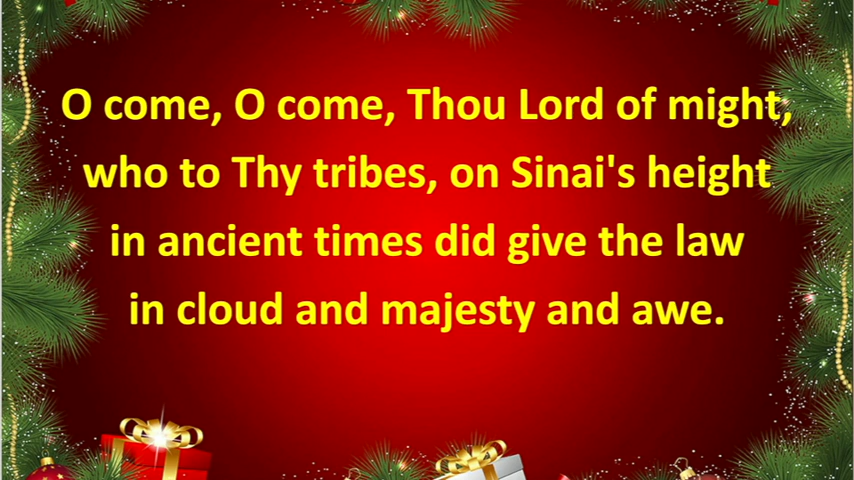 O come, O come, Thou Lord of might,
who to Thy tribes, on Sinai's height
in ancient times did give the law
in cloud and majesty and awe.